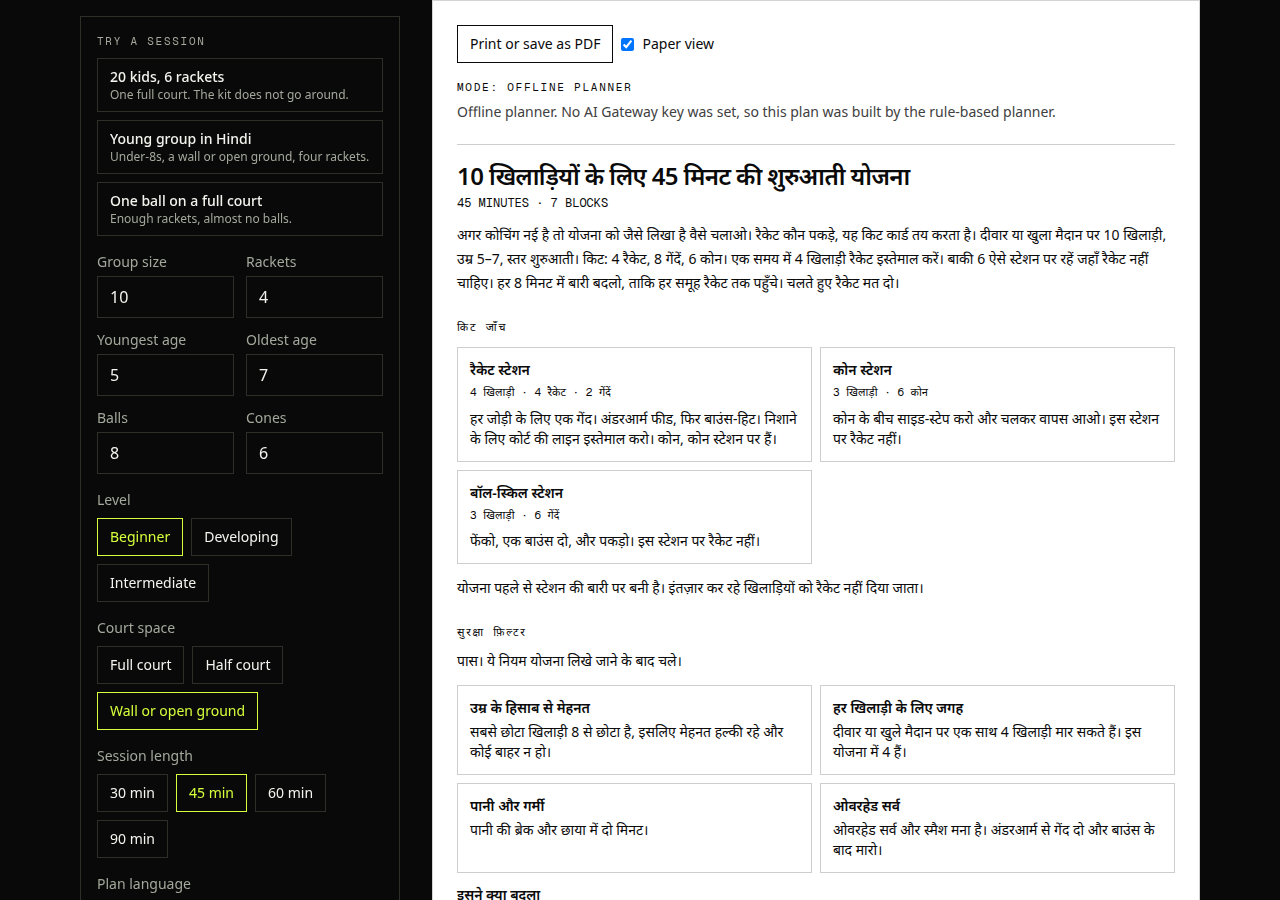 TRY A SESSION
20 kids, 6 rackets
One full court. The kit does not go around.
Young group in Hindi
Under-8s, a wall or open ground, four rackets.
One ball on a full court
Enough rackets, almost no balls.
Group size
Rackets
10
4
Youngest age
Oldest age
5
7
Balls
Cones
8
6
Level
Beginner
Developing
Intermediate
Court space
Full court
Half court
Wall or open ground
Session length
30 min
45 min
60 min
90 min
Plan language
Print or save as PDF
Paper view
MODE: OFFLINE PLANNER
Offline planner. No AI Gateway key was set, so this plan was built by the rule-based planner.
10 खिलाड़ियों के लिए 45 मिनट की शुरुआती योजना
45 MINUTES · 7 BLOCKS
अगर कोचिंग नई है तो योजना को जैसे लिखा है वैसे चलाओ। रैकेट कौन पकड़े, यह किट कार्ड तय करता है। दीवार या खुला मैदान पर 10 खिलाड़ी,
उम्र 5–7, स्तर शुरुआती। किट: 4 रैकेट, 8 गेंदें, 6 कोन। एक समय में 4 खिलाड़ी रैकेट इस्तेमाल करें। बाकी 6 ऐसे स्टेशन पर रहें जहाँ रैकेट नहीं
चाहिए। हर 8 मिनट में बारी बदलो, ताकि हर समूह रैकेट तक पहुँचे। चलते हुए रैकेट मत दो।
किट जाँच
रैकेट स्टेशन
4 खिलाड़ी · 4 रैकेट · 2 गेंदें
हर जोड़ी के लिए एक गेंद। अंडरआर्म फीड, फिर बाउंस-हिट। निशाने
के लिए कोर्ट की लाइन इस्तेमाल करो। कोन, कोन स्टेशन पर हैं।
कोन स्टेशन
3 खिलाड़ी · 6 कोन
कोन के बीच साइड-स्टेप करो और चलकर वापस आओ। इस स्टेशन
पर रैकेट नहीं।
बॉल-स्किल स्टेशन
3 खिलाड़ी · 6 गेंदें
फेंको, एक बाउंस दो, और पकड़ो। इस स्टेशन पर रैकेट नहीं।
योजना पहले से स्टेशन की बारी पर बनी है। इंतज़ार कर रहे खिलाड़ियों को रैकेट नहीं दिया जाता।
सुरक्षा फ़िल्टर
पास। ये नियम योजना लिखे जाने के बाद चले।
उम्र के हिसाब से मेहनत
सबसे छोटा खिलाड़ी 8 से छोटा है, इसलिए मेहनत हल्की रहे और
कोई बाहर न हो।
हर खिलाड़ी के लिए जगह
दीवार या खुले मैदान पर एक साथ 4 खिलाड़ी मार सकते हैं। इस
योजना में 4 हैं।
पानी और गर्मी
पानी की ब्रेक और छाया में दो मिनट।
ओवरहेड सर्व
ओवरहेड सर्व और स्मैश मना है। अंडरआर्म से गेंद दो और बाउंस के
बाद मारो।
इसने क्या बदला